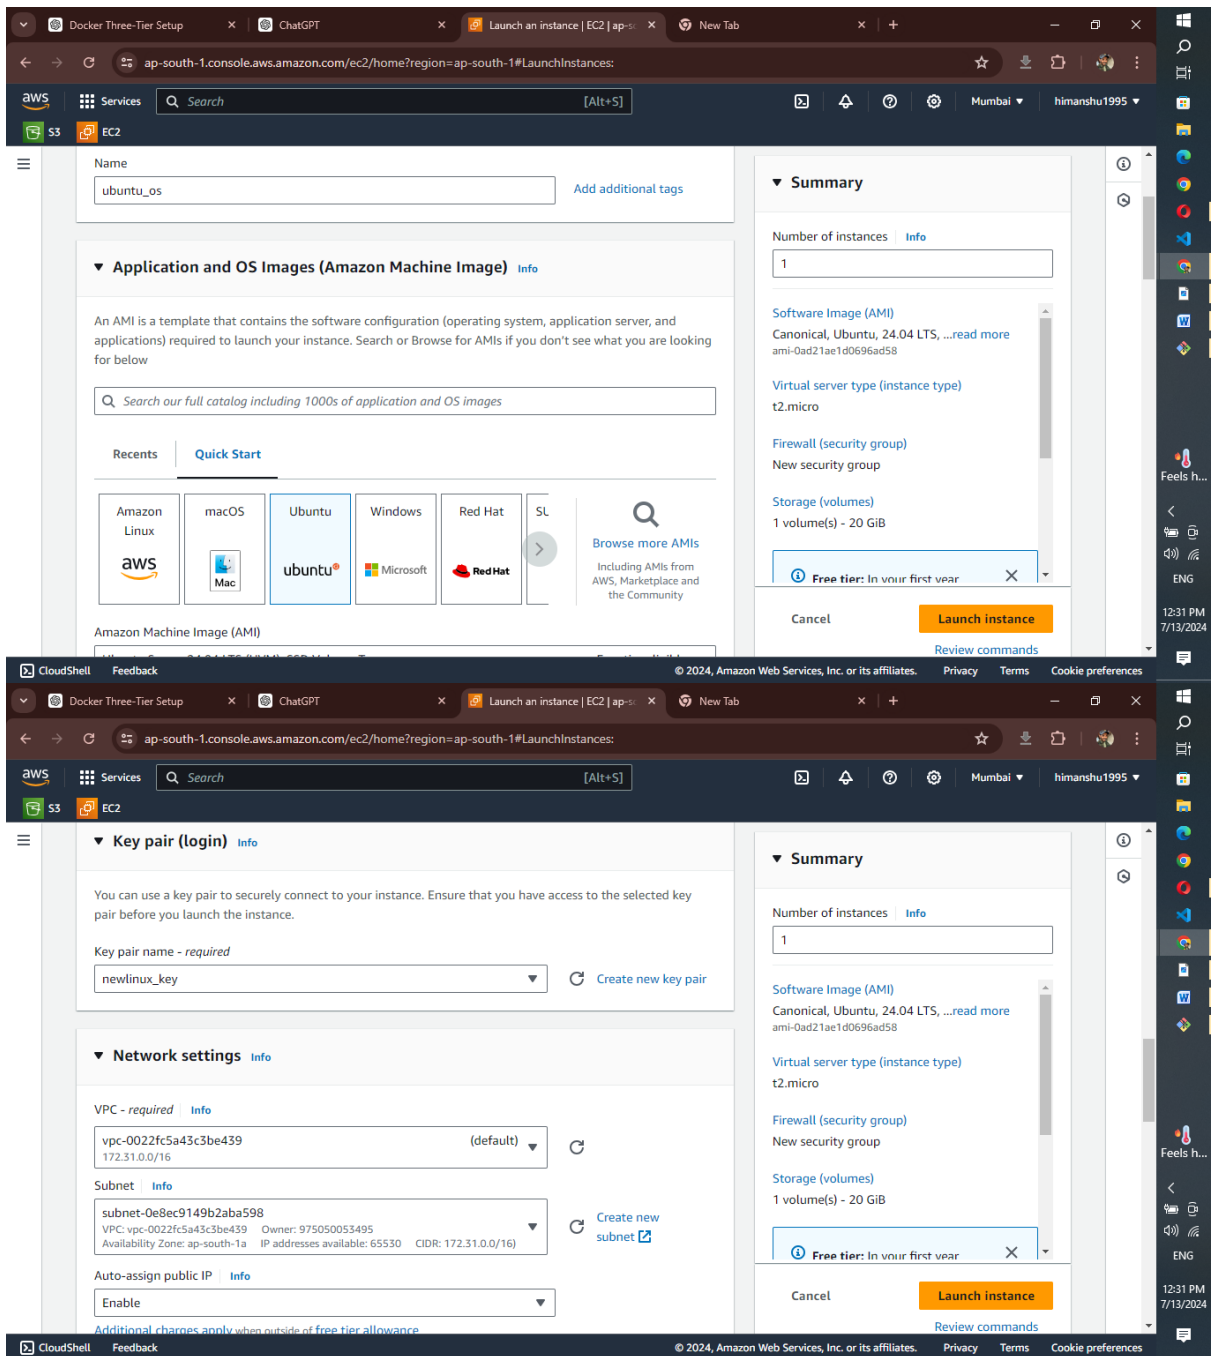 Docker Three-Tier Setup
ChatGPT
Launch an instance | EC2 | ap-s
New Tab
ap-south-1.console.aws.amazon.com/ec2/home?region=ap-south-1#LaunchInstances:
aws
Services
Search
[Alt+S]
Mumbai
himanshu1995
S3
EC2
Name
ubuntu_os
Add additional tags
Application and OS Images (Amazon Machine Image) Info
An AMI is a template that contains the software configuration (operating system, application server, and
applications) required to launch your instance. Search or Browse for AMIs if you don't see what you are looking
for below
Search our full catalog including 1000s of application and OS images
Recents
Quick Start
Amazon
Linux
aws
macOS
Mac
Ubuntu
ubuntu
Windows
Microsoft
Red Hat
RedHat
SU
Browse more AMIs
Including AMIs from
AWS, Marketplace and
the Community
Amazon Machine Image (AMI)
Summary
Number of instances Info
1
Software Image (AMI)
Canonical, Ubuntu, 24.04 LTS, ...read more
ami-0ad21ae1d0696ad58
Virtual server type (instance type)
t2.micro
Firewall (security group)
New security group
Storage (volumes)
1 volume(s) - 20 GiB
Free tier: In your first year
Cancel
Launch instance
Review commands
CloudShell
Feedback
© 2024, Amazon Web Services, Inc. or its affiliates.
Privacy
Terms
Cookie preferences
Feels h...
ENG
12:31 PM
7/13/2024
Docker Three-Tier Setup
ChatGPT
Launch an instance | EC2 | ap-s
New Tab
ap-south-1.console.aws.amazon.com/ec2/home?region=ap-south-1#LaunchInstances:
aws
Services
Search
[Alt+S]
Mumbai
himanshu1995
S3
EC2
Key pair (login) Info
You can use a key pair to securely connect to your instance. Ensure that you have access to the selected key
pair before you launch the instance.
Key pair name - required
newlinux_key
Create new key pair
Network settings Info
VPC - required Info
vpc-0022fc5a43c3be439 (default)
172.31.0.0/16
Subnet Info
subnet-0e8ec9149b2aba598
VPC: vpc-0022fc5a43c3be439 Owner: 975050053495
Availability Zone: ap-south-1a IP addresses available: 65530 CIDR: 172.31.0.0/16)
Create new
subnet
Auto-assign public IP Info
Enable
Additional charges apply when outside of free tier allowance
Summary
Number of instances Info
1
Software Image (AMI)
Canonical, Ubuntu, 24.04 LTS, ...read more
ami-0ad21ae1d0696ad58
Virtual server type (instance type)
t2.micro
Firewall (security group)
New security group
Storage (volumes)
1 volume(s) - 20 GiB
Free tier: In your first year
Cancel
Launch instance
Review commands
CloudShell
Feedback
© 2024, Amazon Web Services, Inc. or its affiliates.
Privacy
Terms
Cookie preferences
Feels h...
ENG
12:31 PM
7/13/2024